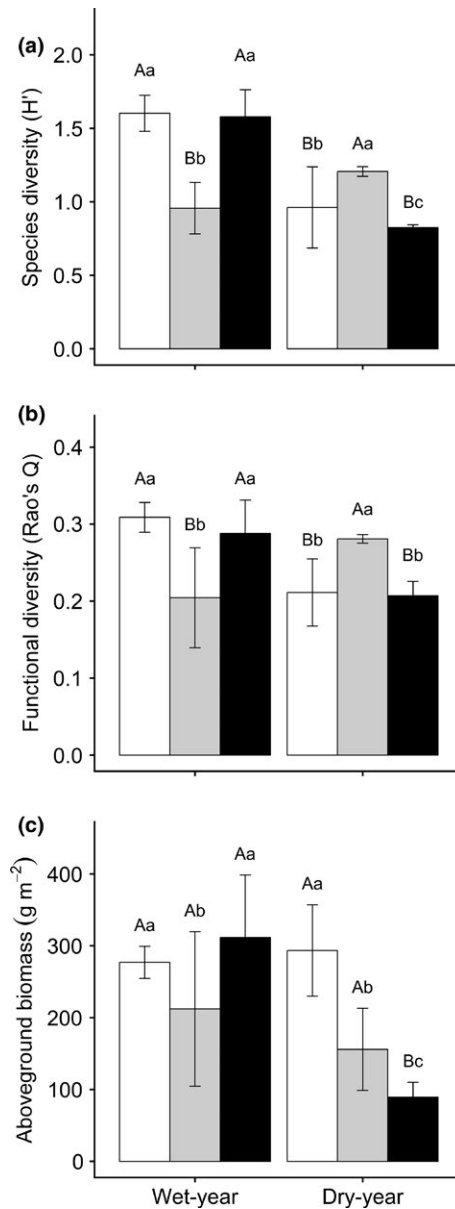 (a)
Species diversity (H')
2.0
1.5
1.0
0.5
0.0
Aa
Bb
Aa
Bb
Aa
Bc
(b)
Functional diversity (Rao's Q)
0.4
0.3
0.2
0.1
0.0
Aa
Bb
Aa
Bb
Aa
Bb
(c)
Aboveground biomass (g m⁻²)
400
300
200
100
0
Aa
Ab
Aa
Aa
Ab
Bc
Wet-year Dry-year